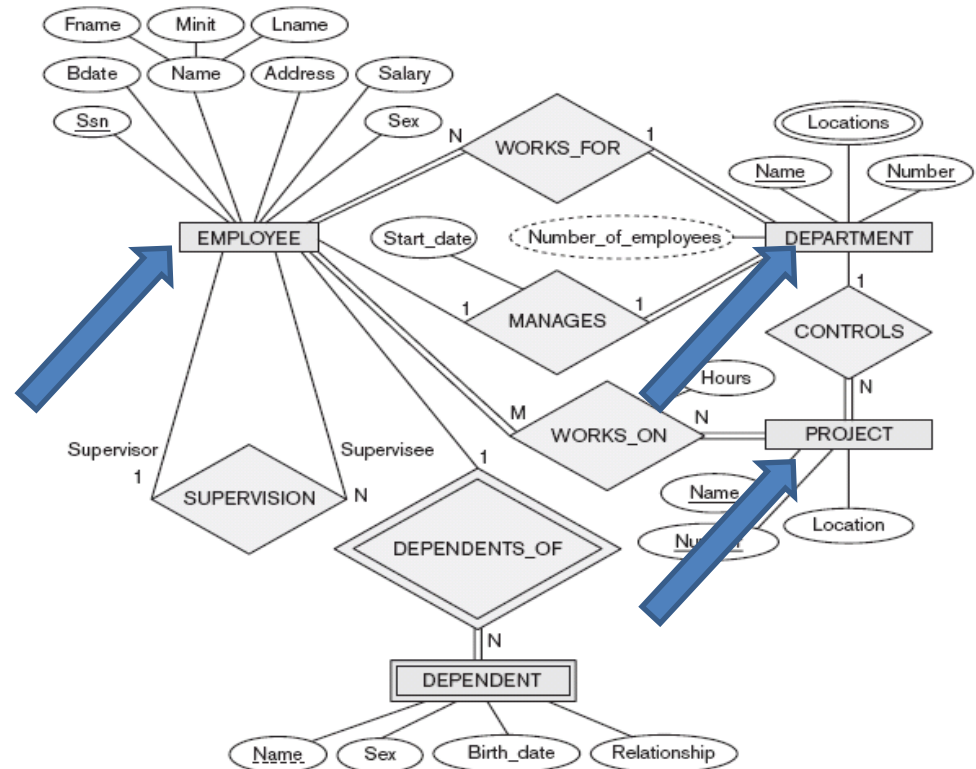 Fname Minit Lname
Bdate Name Address Salary
Ssn Sex
N WORKS_FOR 1
Locations
Name Number
EMPLOYEE Start_date Number_of_employees DEPARTMENT
1 MANAGES 1
1
CONTROLS
N
Hours
M WORKS_ON N
PROJECT
Supervisor Supervisee
1 SUPERVISION N
1
Name
Location
DEPENDENTS_OF
N
DEPENDENT
Name Sex Birth_date Relationship